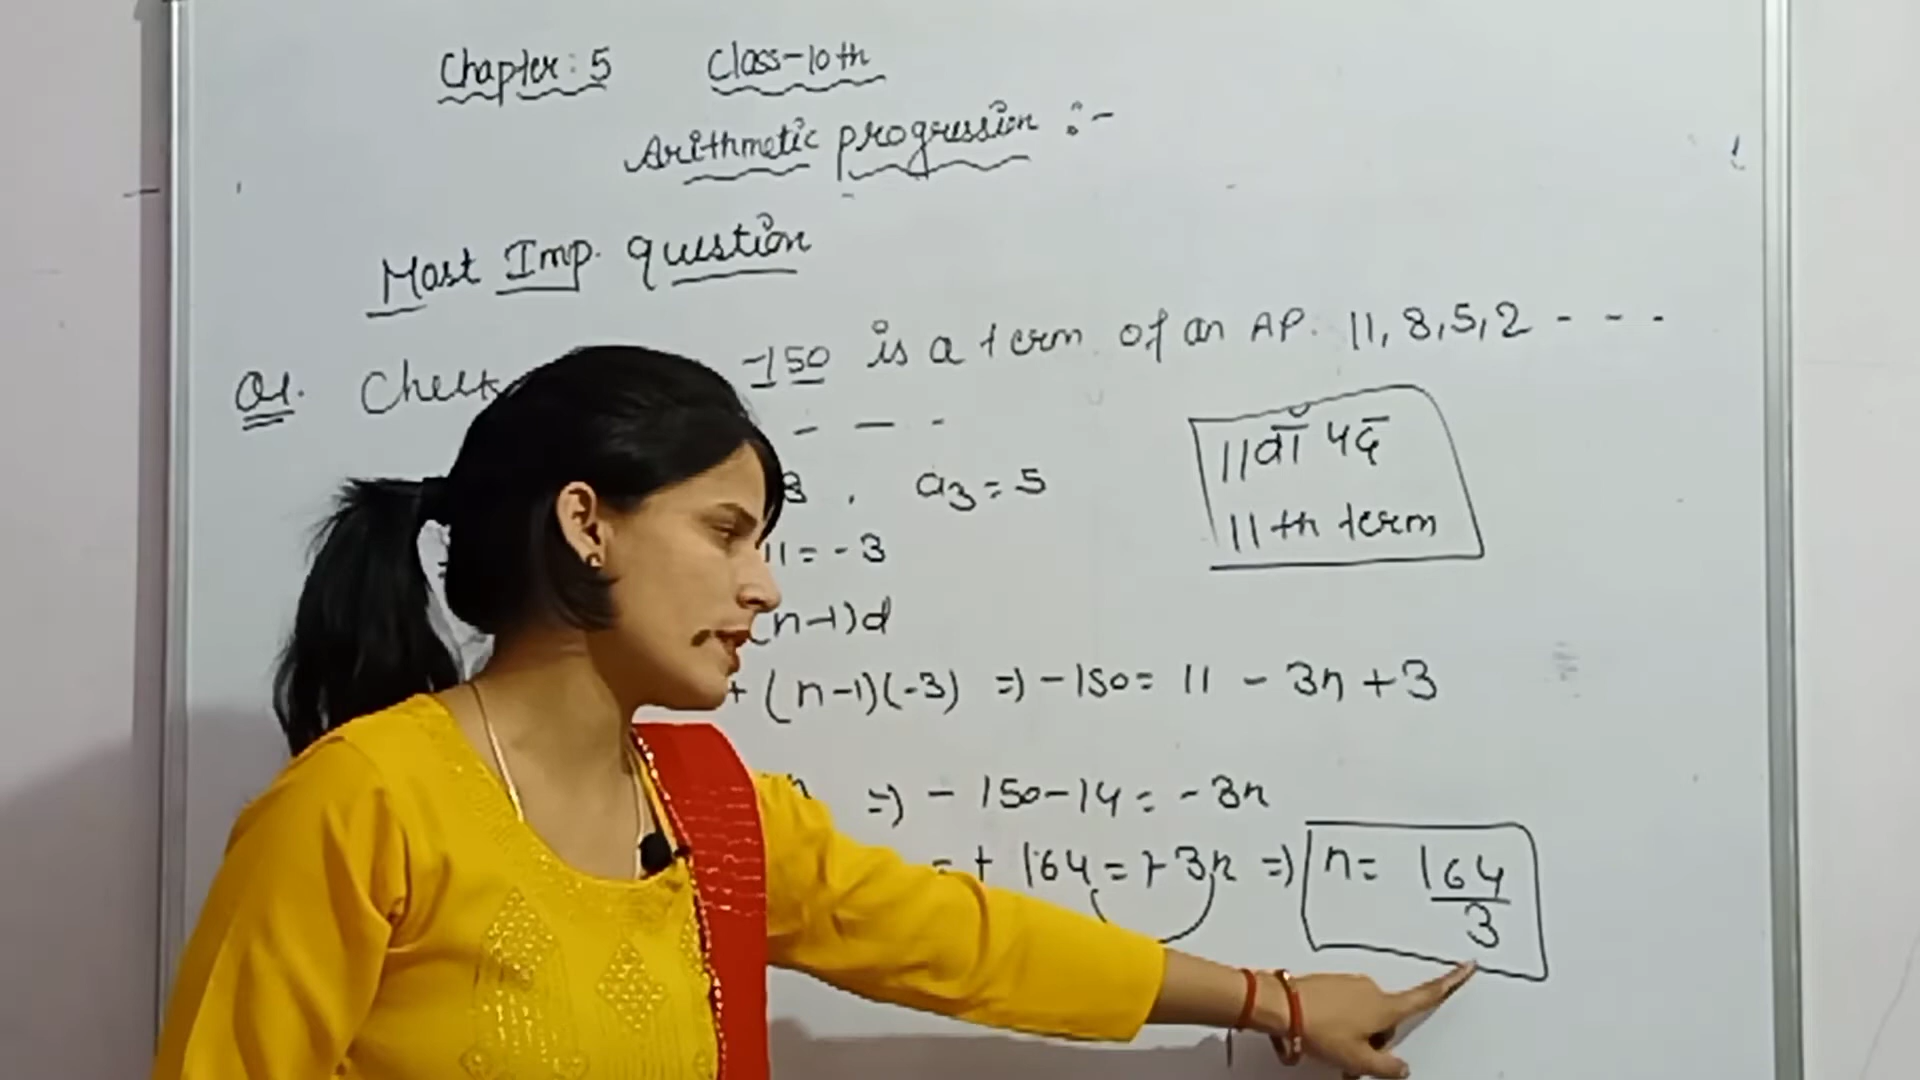 Chapter: 5 Class-10th
Arithmetic progression :-
Most Imp. question
Q1. Check -150 is a term of an AP. 11, 8, 5, 2 - - -
- - -
8 , a3 = 5
11 = -3
(n-1)d
+ (n-1)(-3) => -150 = 11 - 3n + 3
n => -150-14 = -3n
= + 164 = + 3n => n = 164/3
11वाँ पद
11th term